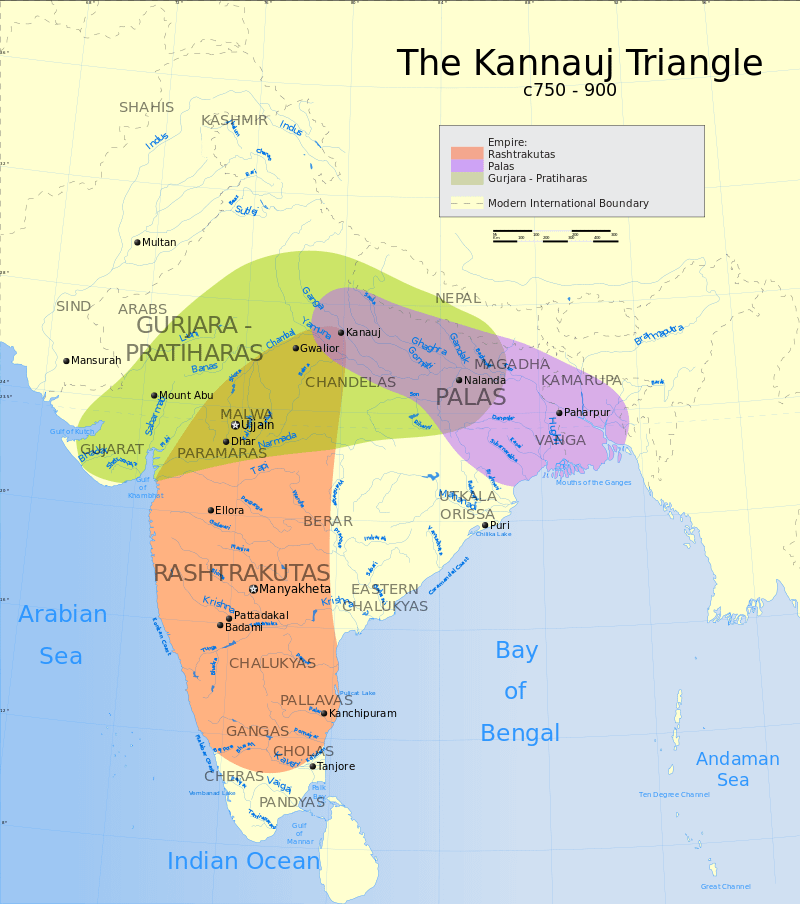 The Kannauj Triangle
c750 - 900
Empire:
Rashtrakutas
Palas
Gurjara - Pratiharas
Modern International Boundary
SHAHIS
KASHMIR
Indus
Indus
Sutlej
Multan
SIND
ARABS
NEPAL
GURJARA -
PRATIHARAS
Ganga
Yamuna
Kanauj
Chambal
Gwalior
Ghaghra
Gomati
Gandak
Brahmaputra
Mansurah
Banas
MAGADHA
CHANDELAS
KAMARUPA
Nalanda
Mount Abu
PALAS
Son
MALWA
Paharpur
Ujjain
Gulf of Kutch
Dhar
Narmada
VANGA
GUJARAT
PARAMARAS
Tapi
Gulf
of
Khambhat
Mouths of the Ganges
UTKALA
ORISSA
Ellora
BERAR
Puri
Chilika Lake
RASHTRAKUTAS
Manyakheta
Coromandel Coast
EASTERN
CHALUKYAS
Krishna
Krishna
Pattadakal
Badami
Arabian
Sea
Konkan Coast
Bay
of
Bengal
CHALUKYAS
Pulicat Lake
PALLAVAS
Kanchipuram
GANGAS
CHOLAS
Malabar Coast
Tanjore
CHERAS
Vaigai
Vembanad Lake
PANDYAS
Palk
Bay
Gulf
of
Mannar
Andaman
Sea
Ten Degree Channel
Indian Ocean
Great Channel